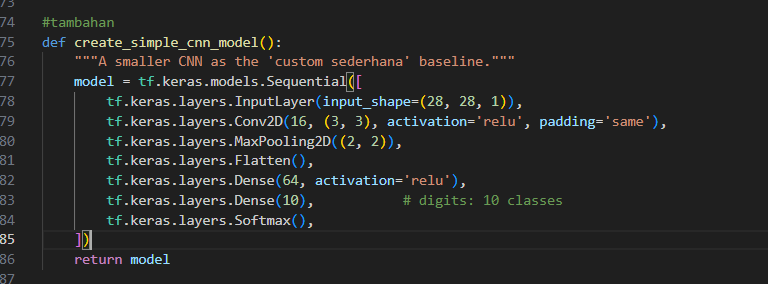 73
74 #tambahan
75 def create_simple_cnn_model():
76     """A smaller CNN as the 'custom sederhana' baseline."""
77     model = tf.keras.models.Sequential([
78         tf.keras.layers.InputLayer(input_shape=(28, 28, 1)),
79         tf.keras.layers.Conv2D(16, (3, 3), activation='relu', padding='same'),
80         tf.keras.layers.MaxPooling2D((2, 2)),
81         tf.keras.layers.Flatten(),
82         tf.keras.layers.Dense(64, activation='relu'),
83         tf.keras.layers.Dense(10),           # digits: 10 classes
84         tf.keras.layers.Softmax(),
85     ])
86     return model
87